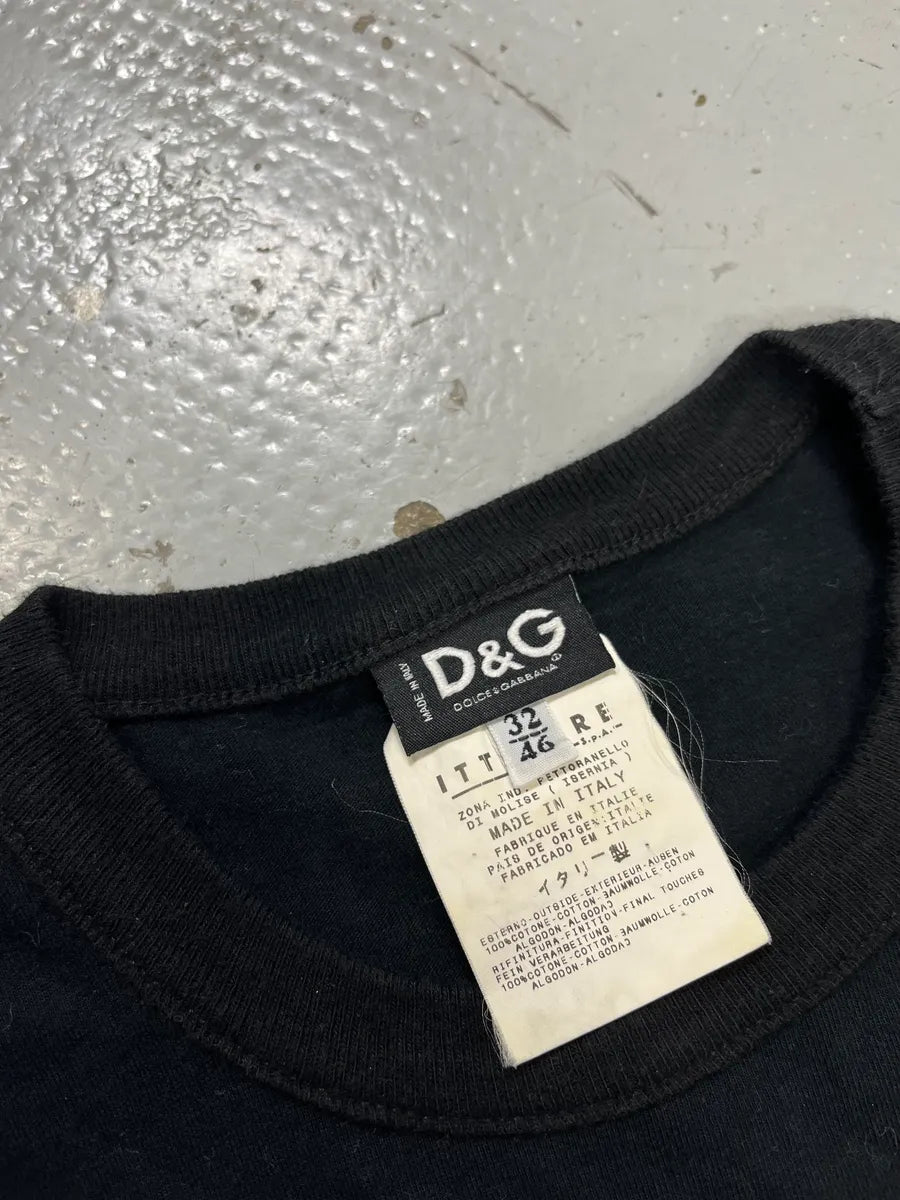 MADE IN ITALY
D&G
DOLCE&GABBANA
32
46
ITT RE
S.P.A.
ZONA IND. PETTORANELLO
DI MOLISE ( ISERNIA )
MADE IN ITALY
FABRIQUE EN ITALIE
PAIS DE ORIGEN:ITALIE
FABRICADO EM ITALIA
イタリー製
ESTERNO-OUTSIDE-EXTERIEUR-AUßEN
100%COTONE-COTTON-BAUMWOLLE-COTON
ALGODON-ALGODAO
RIFINITURA-FINITION-FINAL TOUCHES
FEIN VERARBEITUNG
100%COTONE-COTTON-BAUMWOLLE-COTON
ALGODON-ALGODAO